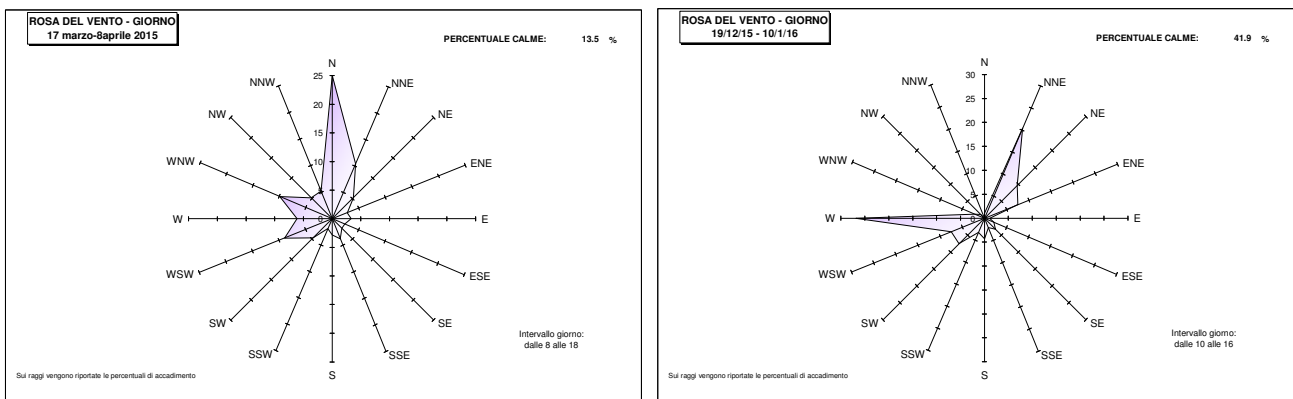 ROSA DEL VENTO - GIORNO
17 marzo-8aprile 2015
PERCENTUALE CALME: 13.5 %
N
NNE
NE
ENE
E
ESE
SE
SSE
S
SSW
SW
WSW
W
WNW
NW
NNW
25
20
15
10
5
0
Intervallo giorno:
dalle 8 alle 18
Sui raggi vengono riportate le percentuali di accadimento
ROSA DEL VENTO - GIORNO
19/12/15 - 10/1/16
PERCENTUALE CALME: 41.9 %
N
NNE
NE
ENE
E
ESE
SE
SSE
S
SSW
SW
WSW
W
WNW
NW
NNW
30
25
20
15
10
5
0
Intervallo giorno:
dalle 10 alle 16
Sui raggi vengono riportate le percentuali di accadimento